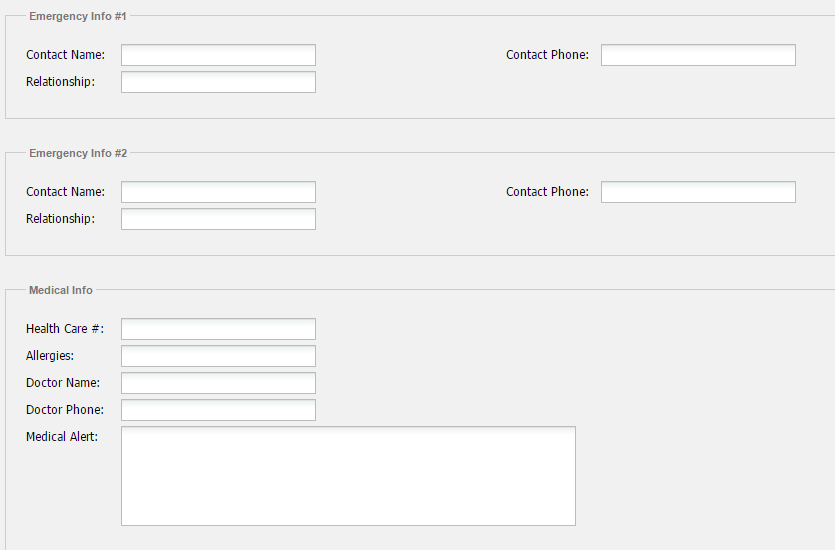 Emergency Info #1
Contact Name: Contact Phone:
Relationship:
Emergency Info #2
Contact Name: Contact Phone:
Relationship:
Medical Info
Health Care #:
Allergies:
Doctor Name:
Doctor Phone:
Medical Alert: